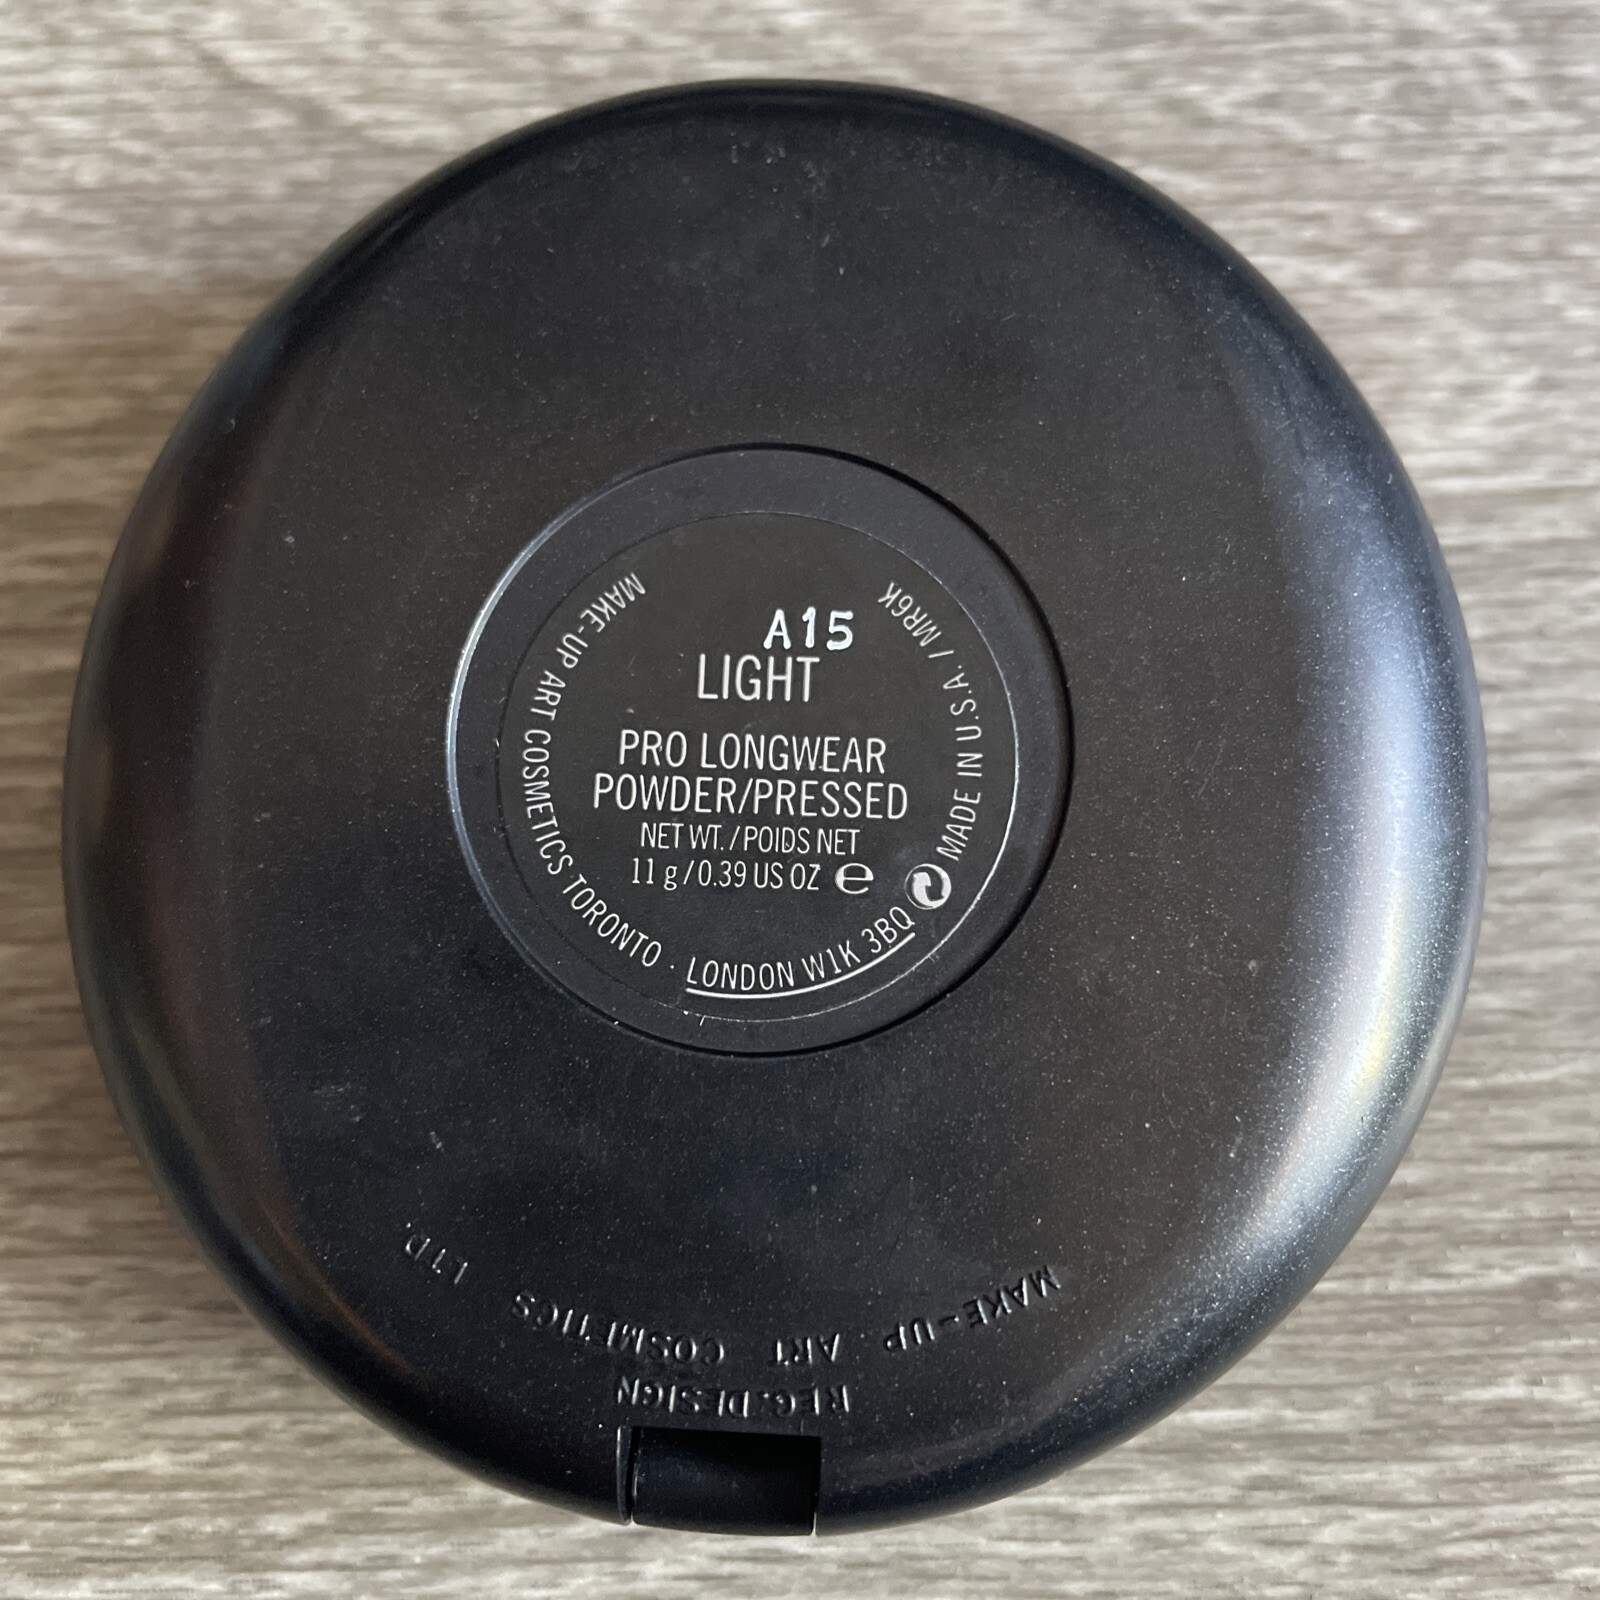 A15
LIGHT
PRO LONGWEAR
POWDER/PRESSED
NET WT. / POIDS NET
11 g / 0.39 US OZ e
MAKE-UP ART COSMETICS TORONTO · LONDON W1K 3BQ
MADE IN U.S.A. / MR6K
MAKE-UP ART COSMETICS LTD.
REG. DESIGN